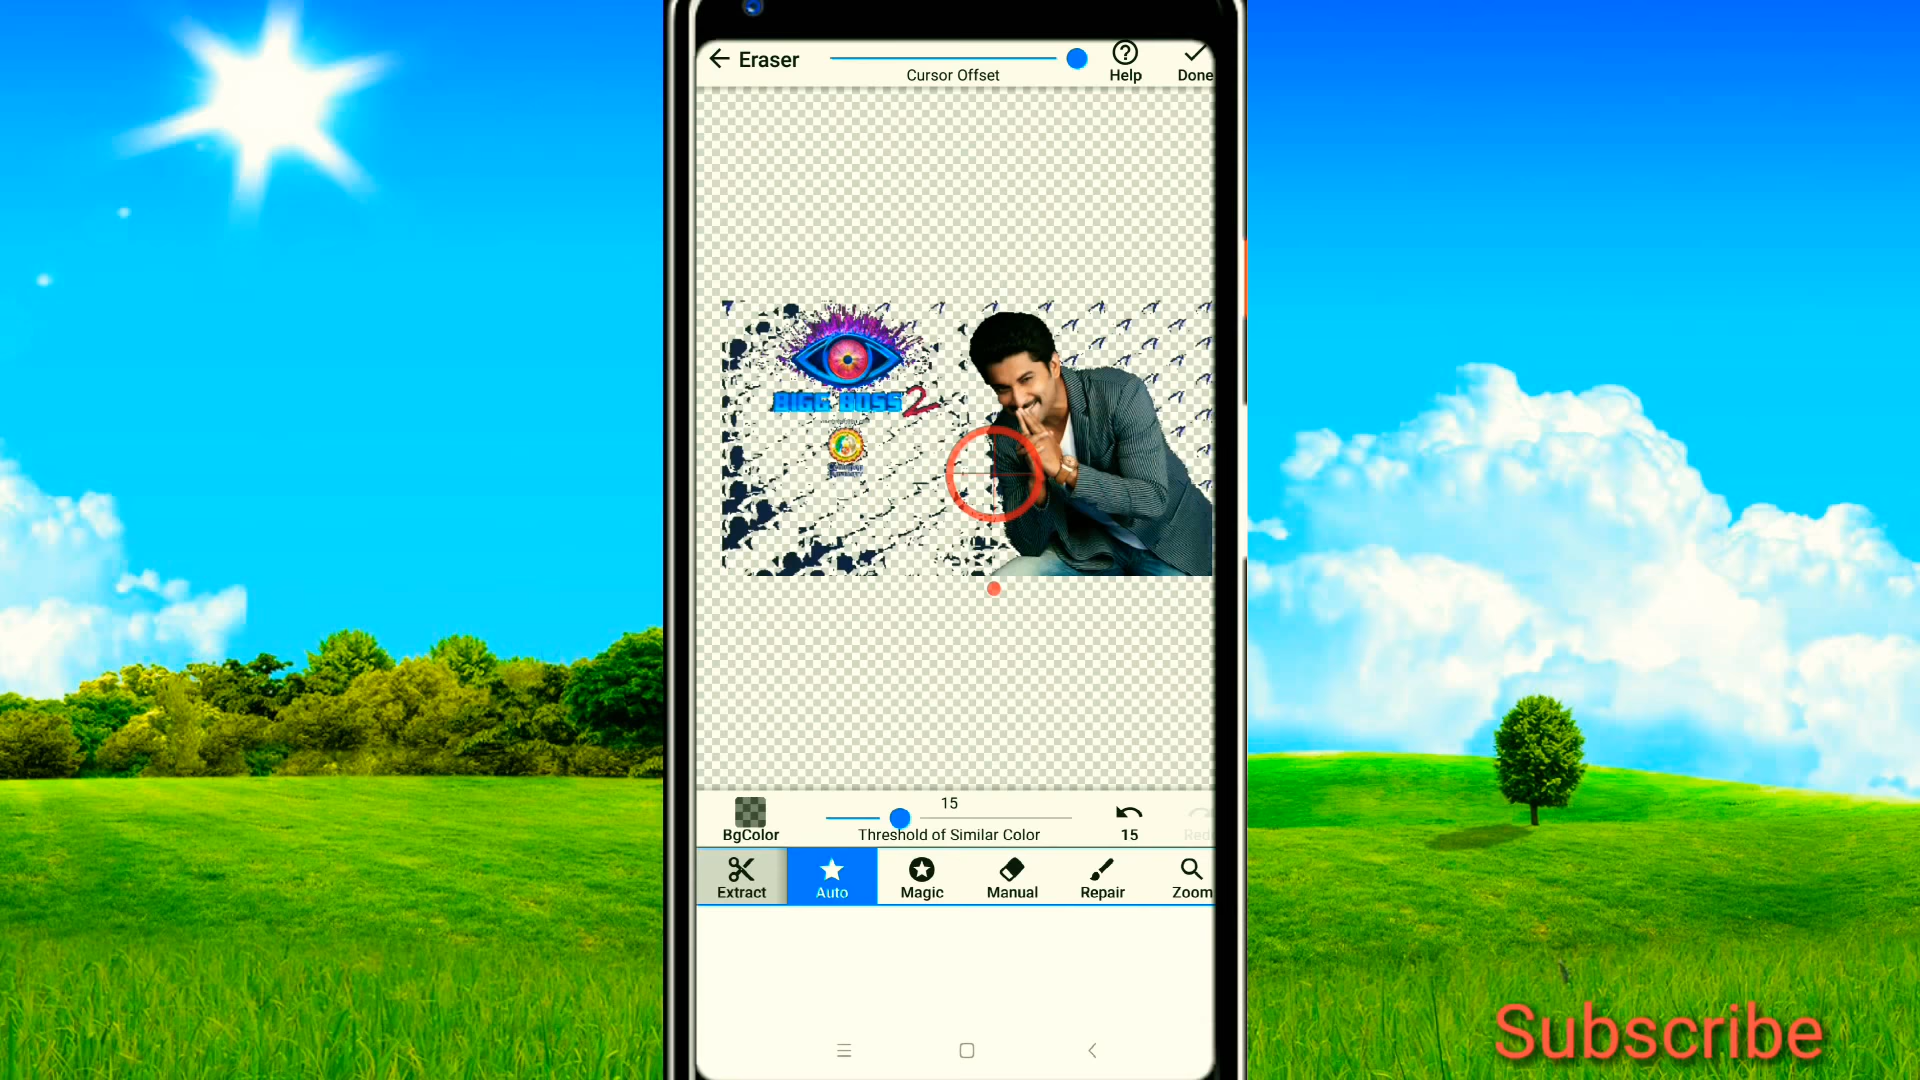 Eraser
Cursor Offset
Help
Done
BIGG BOSS 2
BgColor
15
Threshold of Similar Color
15
Red
Extract
Auto
Magic
Manual
Repair
Zoom
Subscribe